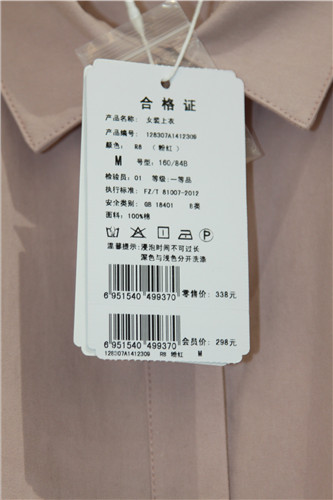 合格证
产品名称: 女套上衣
产品编号: 128307A1412309
颜色: R8 (粉红)
M 号型: 160/84B
检验员: 01 等级: 一等品
执行标准: FZ/T 81007-2012
安全类别: GB 18401 B类
面料: 100%棉
温馨提示: 浸泡时间不可过长
深色与浅色分开洗涤
零售价: 338元
6 951540 499370
会员价: 298元
6 951540 499370
128307A1412309 R8 粉红 M